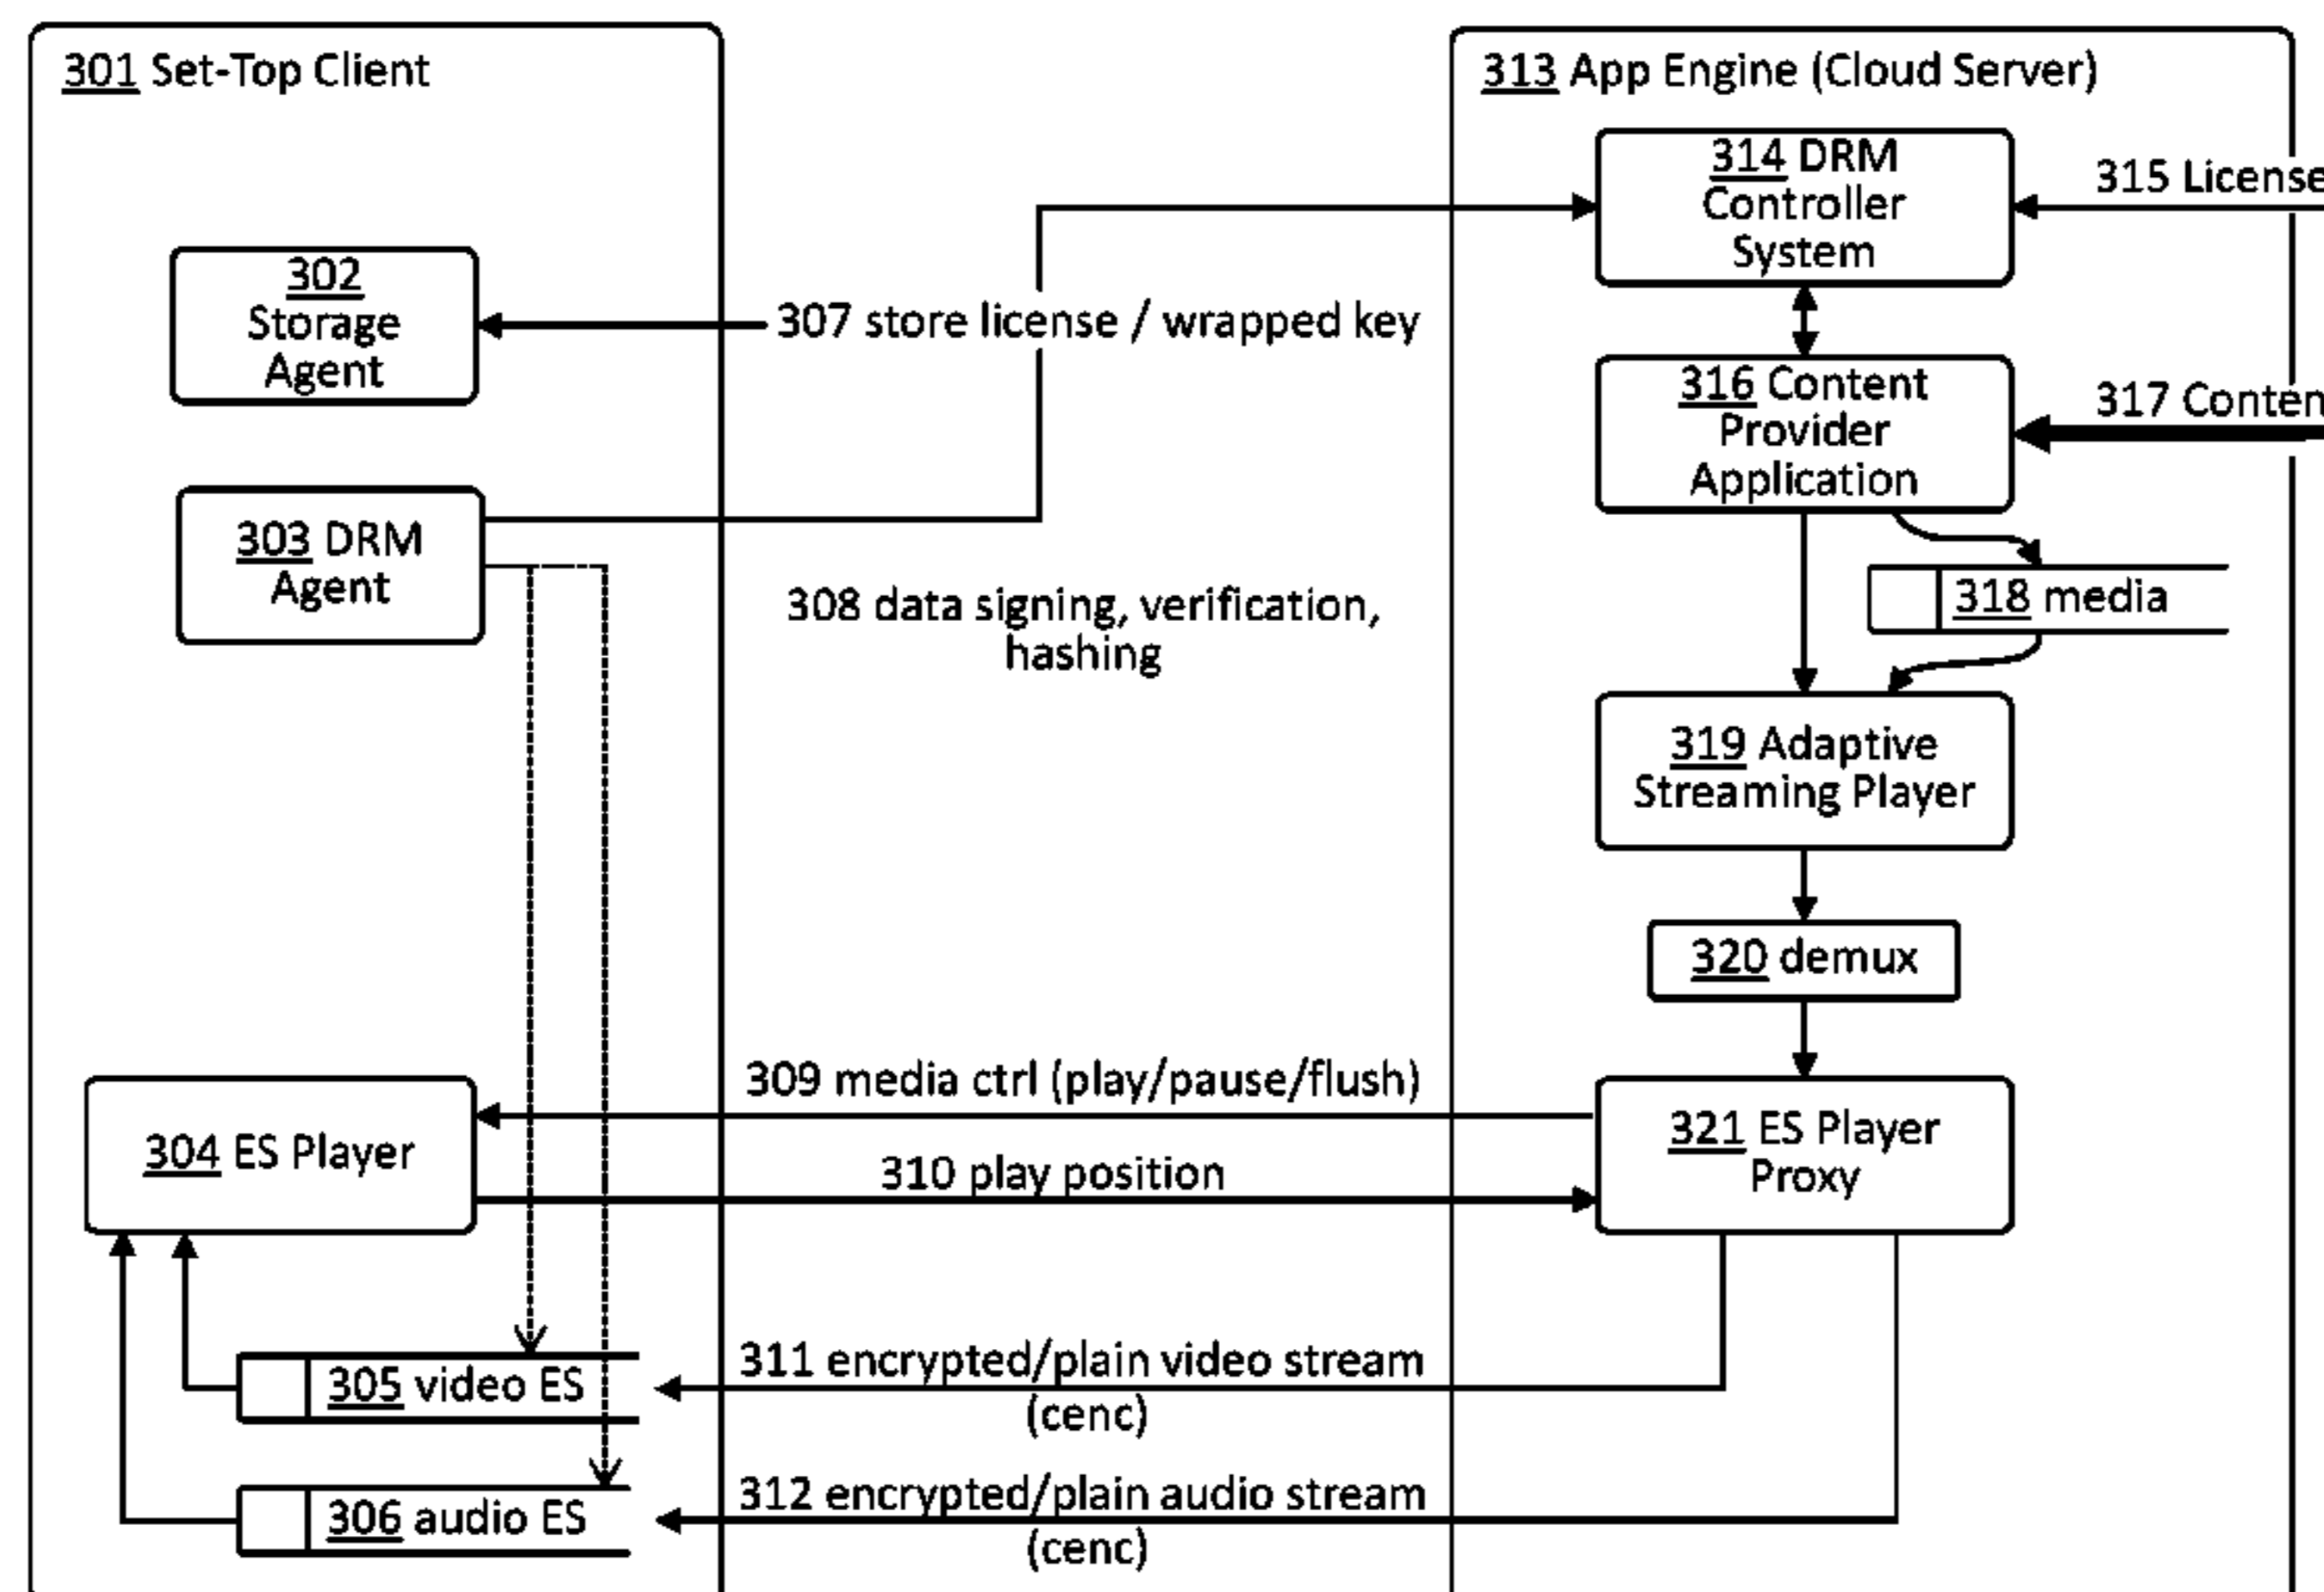 301 Set-Top Client
302
Storage
Agent
303 DRM
Agent
304 ES Player
305 video ES
306 audio ES
307 store license / wrapped key
308 data signing, verification,
hashing
309 media ctrl (play/pause/flush)
310 play position
311 encrypted/plain video stream
(cenc)
312 encrypted/plain audio stream
(cenc)
313 App Engine (Cloud Server)
314 DRM
Controller
System
315 License
316 Content
Provider
Application
317 Conten
318 media
319 Adaptive
Streaming Player
320 demux
321 ES Player
Proxy